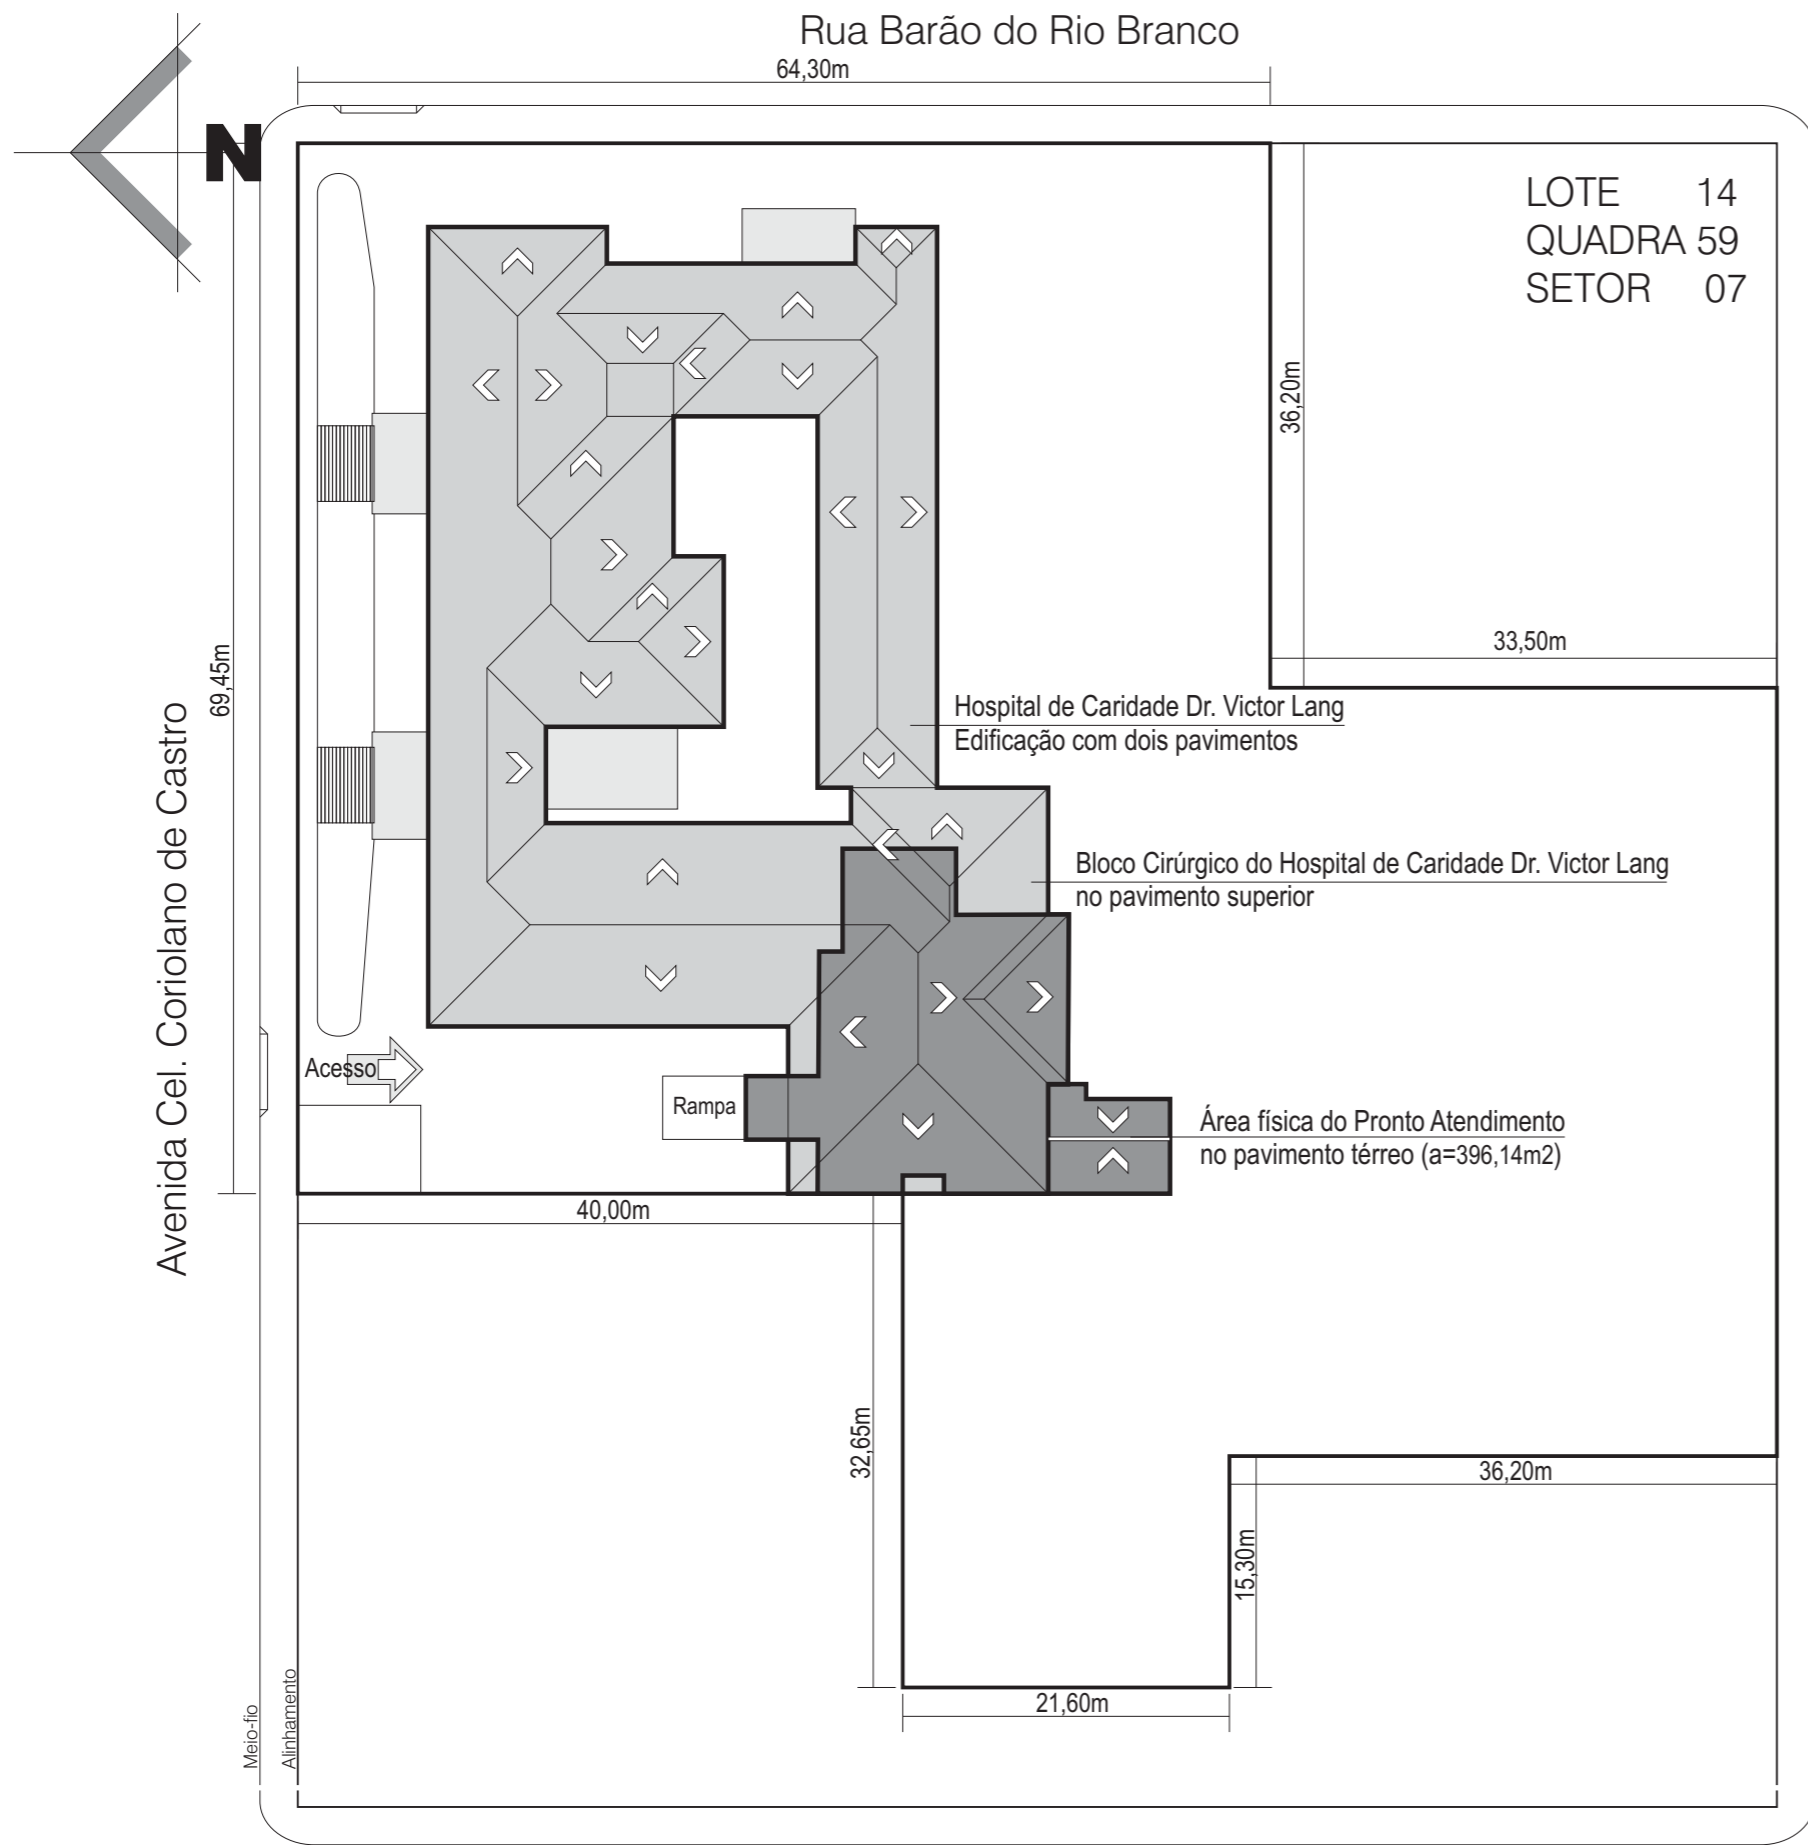 Rua Barão do Rio Branco
64,30m
N
LOTE 14
QUADRA 59
SETOR 07
36,20m
33,50m
69,45m
Avenida Cel. Coriolano de Castro
Hospital de Caridade Dr. Victor Lang
Edificação com dois pavimentos
Bloco Cirúrgico do Hospital de Caridade Dr. Victor Lang
no pavimento superior
Acesso
Rampa
Área física do Pronto Atendimento
no pavimento térreo (a=396,14m2)
40,00m
32,65m
36,20m
15,30m
21,60m
Meio-fio
Alinhamento